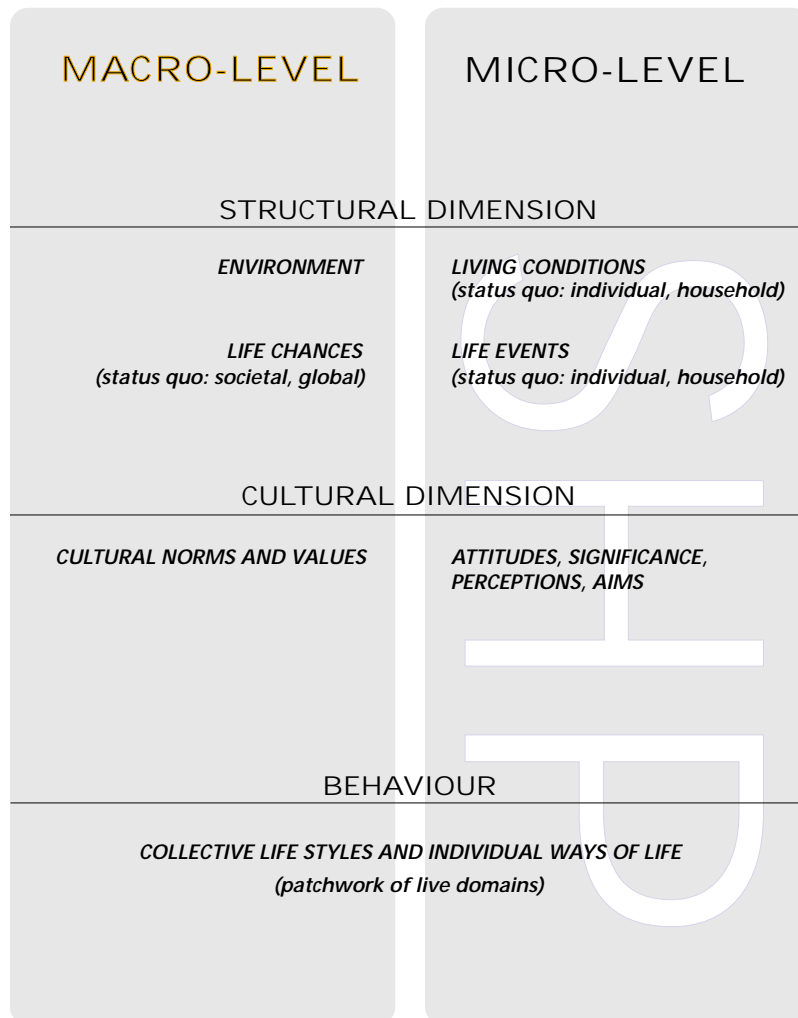 MACRO-LEVEL
MICRO-LEVEL
STRUCTURAL DIMENSION
ENVIRONMENT
LIVING CONDITIONS
(status quo: individual, household)
LIFE CHANCES
(status quo: societal, global)
LIFE EVENTS
(status quo: individual, household)
CULTURAL DIMENSION
CULTURAL NORMS AND VALUES
ATTITUDES, SIGNIFICANCE,
PERCEPTIONS, AIMS
BEHAVIOUR
COLLECTIVE LIFE STYLES AND INDIVIDUAL WAYS OF LIFE
(patchwork of live domains)
SHP